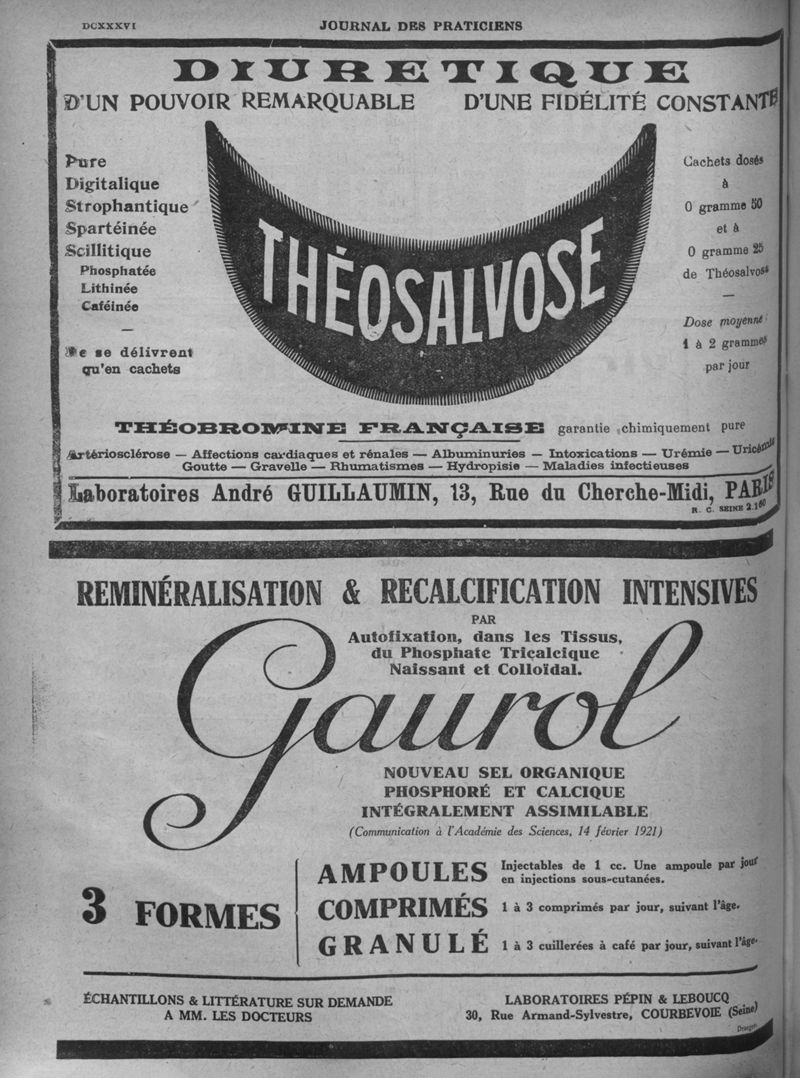 DCXXXVI
JOURNAL DES PRATICIENS
DIURETIQUE
D'UN POUVOIR REMARQUABLE D'UNE FIDÉLITÉ CONSTANTE
Pure
Digitalique
Strophantique
Spartéinée
Scillitique
Phosphatée
Lithinée
Caféinée
—
Ne se délivrent
qu'en cachets
THÉOSALVOSE
Cachets dosés
à
0 gramme 50
et à
0 gramme 25
de Théosalvose
—
Dose moyenne
1 à 2 grammes
par jour
THÉOBROMINE FRANÇAISE garantie chimiquement pure
Artériosclérose — Affections cardiaques et rénales — Albuminuries — Intoxications — Urémie — Uricémie
Goutte — Gravelle — Rhumatismes — Hydropisie — Maladies infectieuses
Laboratoires André GUILLAUMIN, 13, Rue du Cherche-Midi, PARIS
R. C. SEINE 2.160
REMINÉRALISATION & RECALCIFICATION INTENSIVES
PAR
Autofixation, dans les Tissus,
du Phosphate Triçalcique
Naissant et Colloïdal.
Gaurol
NOUVEAU SEL ORGANIQUE
PHOSPHORÉ ET CALCIQUE
INTÉGRALEMENT ASSIMILABLE
(Communication à l'Académie des Sciences, 14 février 1921)
3 FORMES
AMPOULES Injectables de 1 cc. Une ampoule par jour
en injections sous-cutanées.
COMPRIMÉS 1 à 3 comprimés par jour, suivant l'âge.
GRANULÉ 1 à 3 cuillerées à café par jour, suivant l'âge.
ÉCHANTILLONS & LITTÉRATURE SUR DEMANDE
A MM. LES DOCTEURS
LABORATOIRES PÉPIN & LEBOUCQ
30, Rue Armand-Sylvestre, COURBEVOIE (Seine)
Draeger